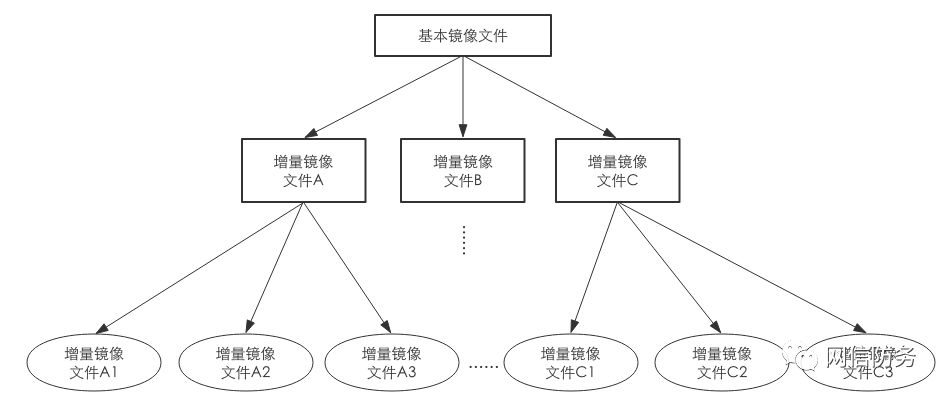 基本镜像文件
增量镜像
文件A
增量镜像
文件B
增量镜像
文件C
增量镜像
文件A1
增量镜像
文件A2
增量镜像
文件A3
......
增量镜像
文件C1
增量镜像
文件C2
增量镜像
文件C3
网信防务